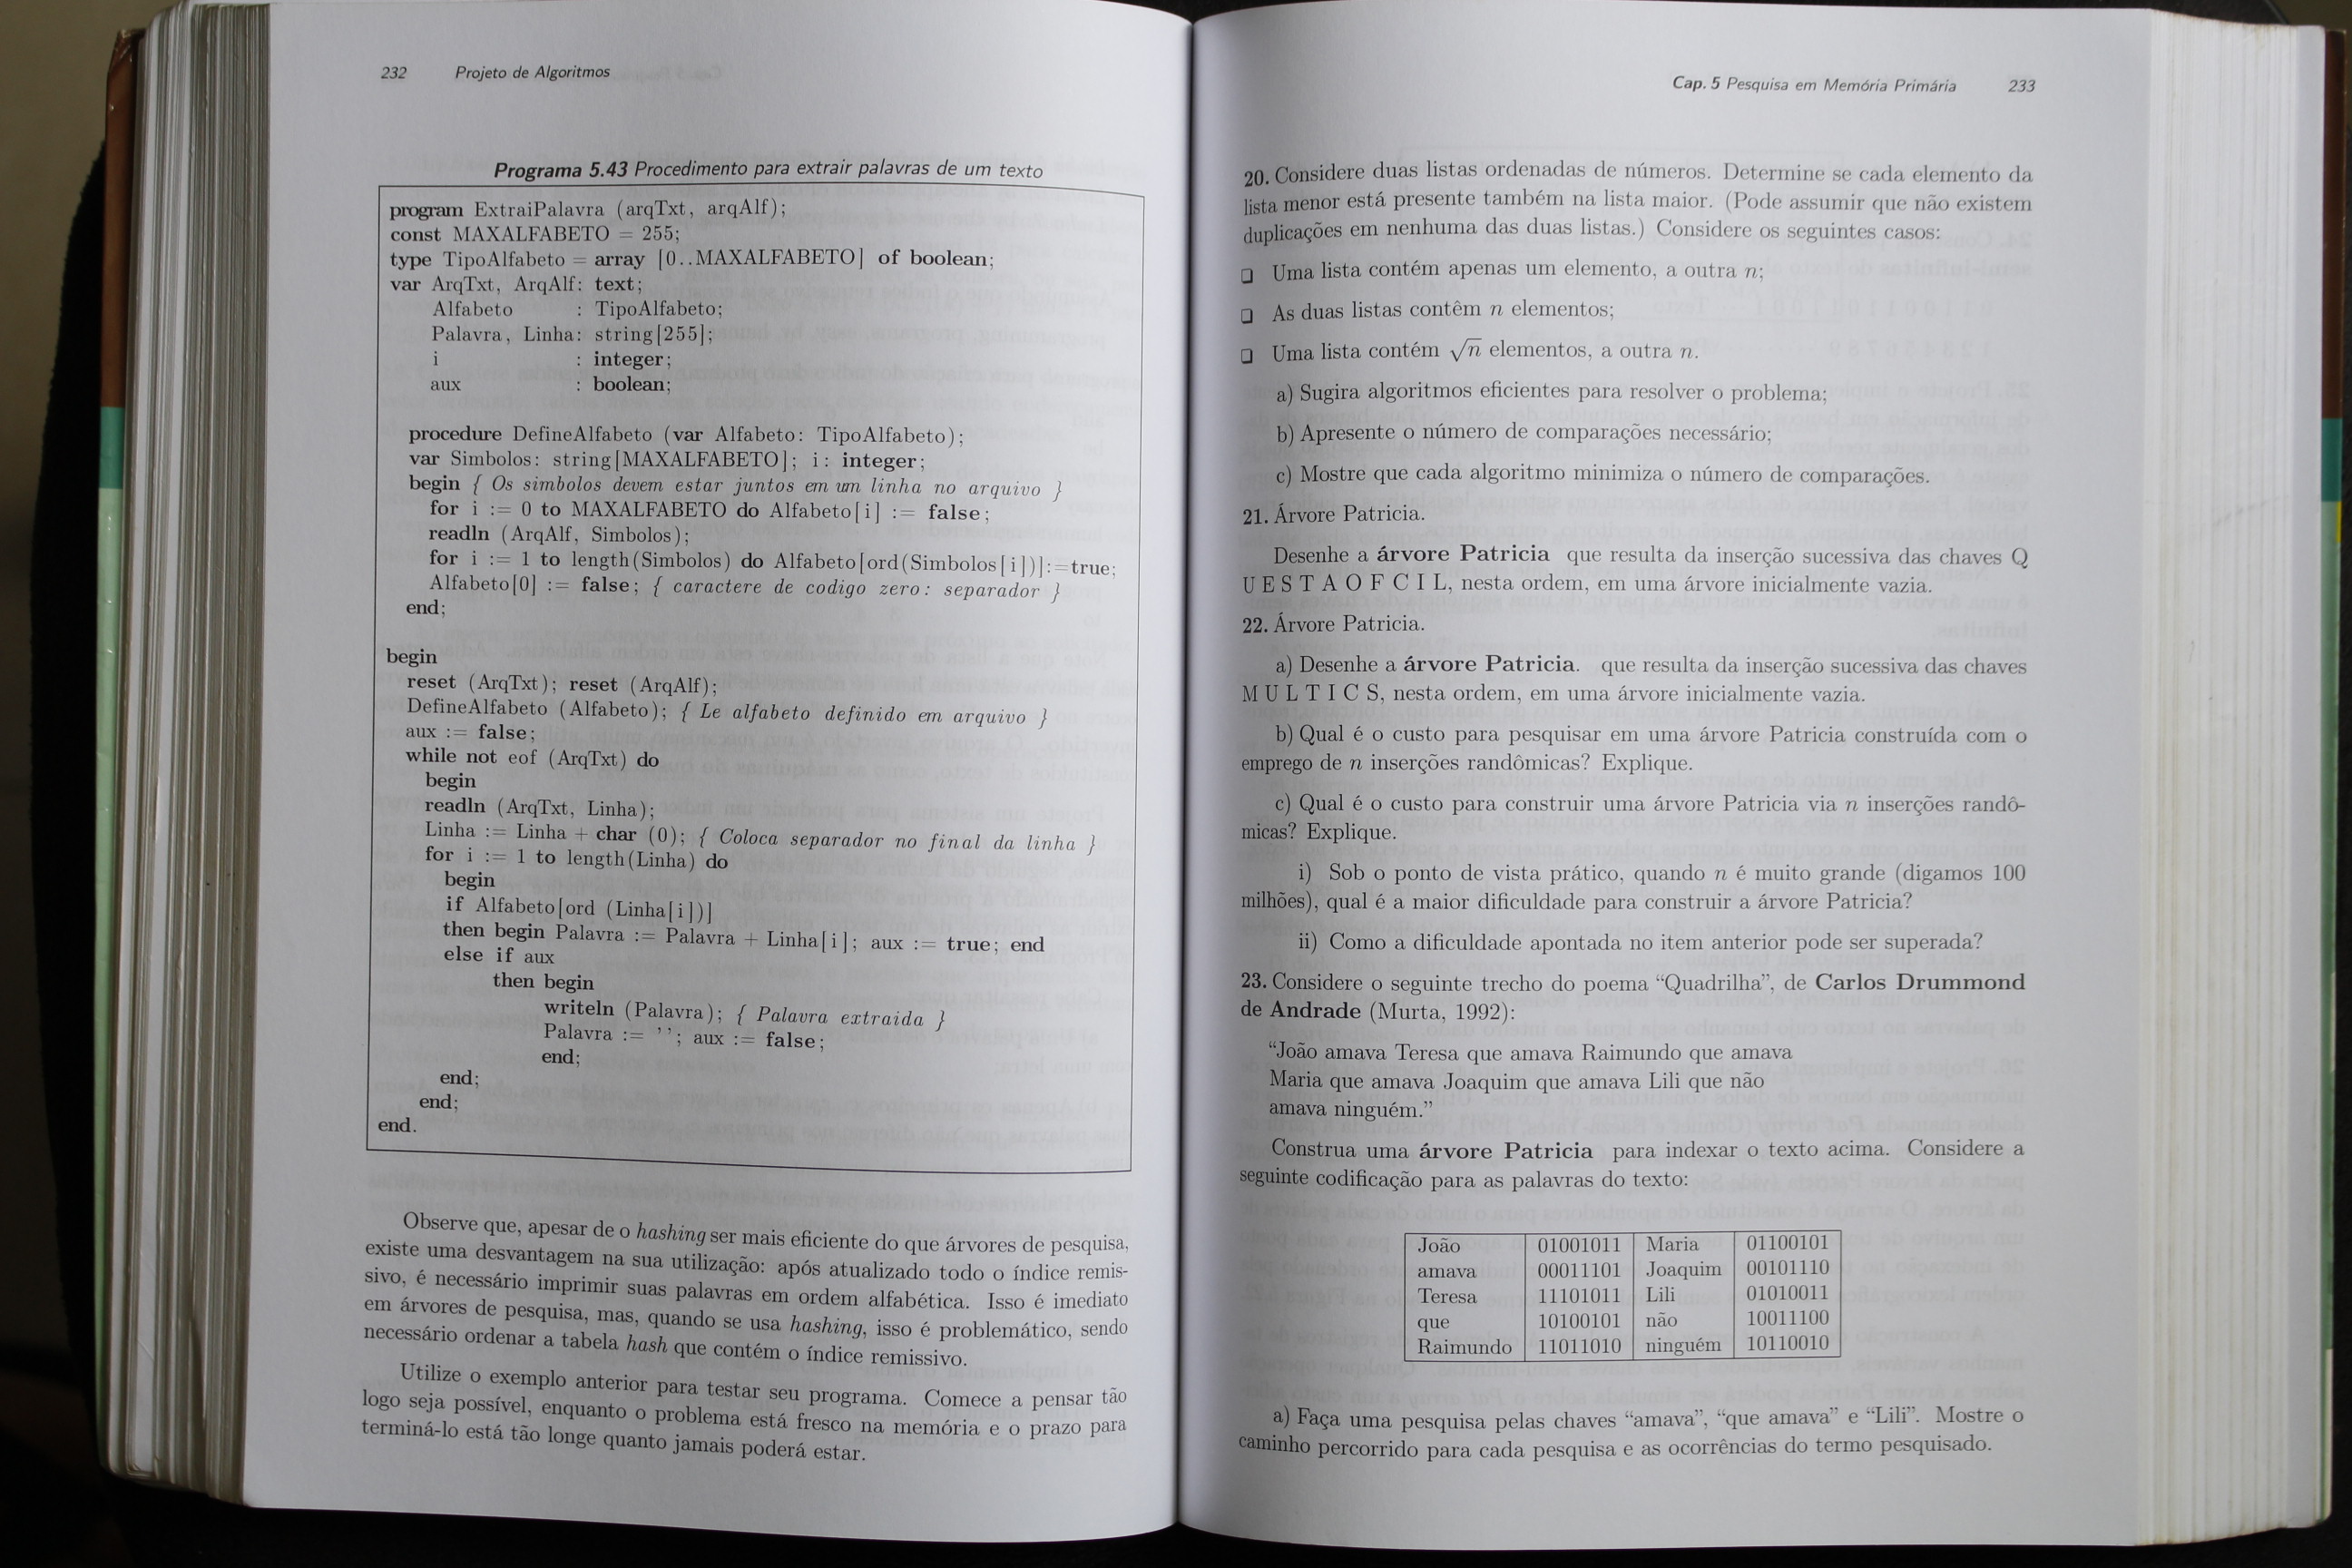 232 Projeto de Algoritmos
Programa 5.43 Procedimento para extrair palavras de um texto
program ExtraiPalavra (arqTxt, arqAlf);
const MAXALFABETO = 255;
type TipoAlfabeto = array [0..MAXALFABETO] of boolean;
var ArqTxt, ArqAlf: text;
Alfabeto : TipoAlfabeto;
Palavra, Linha: string[255];
i : integer;
aux : boolean;
procedure DefineAlfabeto (var Alfabeto: TipoAlfabeto);
var Simbolos: string[MAXALFABETO]; i: integer;
begin { Os simbolos devem estar juntos em um linha no arquivo }
for i := 0 to MAXALFABETO do Alfabeto[i] := false;
readln (ArqAlf, Simbolos);
for i := 1 to length(Simbolos) do Alfabeto[ord(Simbolos[i])]:=true;
Alfabeto[0] := false; { caractere de codigo zero: separador }
end;
begin
reset (ArqTxt); reset (ArqAlf);
DefineAlfabeto (Alfabeto); { Le alfabeto definido em arquivo }
aux := false;
while not eof (ArqTxt) do
begin
readln (ArqTxt, Linha);
Linha := Linha + char (0); { Coloca separador no final da linha }
for i := 1 to length(Linha) do
begin
if Alfabeto[ord (Linha[i])]
then begin Palavra := Palavra + Linha[i]; aux := true; end
else if aux
then begin
writeln (Palavra); { Palavra extraida }
Palavra := ''; aux := false;
end;
end;
end;
end.
Observe que, apesar de o hashing ser mais eficiente do que árvores de pesquisa,
existe uma desvantagem na sua utilização: após atualizado todo o índice remis-
sivo, é necessário imprimir suas palavras em ordem alfabética. Isso é imediato
em árvores de pesquisa, mas, quando se usa hashing, isso é problemático, sendo
necessário ordenar a tabela hash que contém o índice remissivo.
Utilize o exemplo anterior para testar seu programa. Comece a pensar tão
logo seja possível, enquanto o problema está fresco na memória e o prazo para
terminá-lo está tão longe quanto jamais poderá estar.
Cap. 5 Pesquisa em Memória Primária 233
20. Considere duas listas ordenadas de números. Determine se cada elemento da
lista menor está presente também na lista maior. (Pode assumir que não existem
duplicações em nenhuma das duas listas.) Considere os seguintes casos:
❏ Uma lista contém apenas um elemento, a outra n;
❏ As duas listas contêm n elementos;
❏ Uma lista contém √n elementos, a outra n.
a) Sugira algoritmos eficientes para resolver o problema;
b) Apresente o número de comparações necessário;
c) Mostre que cada algoritmo minimiza o número de comparações.
21. Árvore Patricia.
Desenhe a árvore Patricia que resulta da inserção sucessiva das chaves Q
U E S T A O F C I L, nesta ordem, em uma árvore inicialmente vazia.
22. Árvore Patricia.
a) Desenhe a árvore Patricia. que resulta da inserção sucessiva das chaves
M U L T I C S, nesta ordem, em uma árvore inicialmente vazia.
b) Qual é o custo para pesquisar em uma árvore Patricia construída com o
emprego de n inserções randômicas? Explique.
c) Qual é o custo para construir uma árvore Patricia via n inserções randô-
micas? Explique.
i) Sob o ponto de vista prático, quando n é muito grande (digamos 100
milhões), qual é a maior dificuldade para construir a árvore Patricia?
ii) Como a dificuldade apontada no item anterior pode ser superada?
23. Considere o seguinte trecho do poema “Quadrilha”, de Carlos Drummond
de Andrade (Murta, 1992):
“João amava Teresa que amava Raimundo que amava
Maria que amava Joaquim que amava Lili que não
amava ninguém.”
Construa uma árvore Patricia para indexar o texto acima. Considere a
seguinte codificação para as palavras do texto:
João 01001011 Maria 01100101
amava 00011101 Joaquim 00101110
Teresa 11101011 Lili 01010011
que 10100101 não 10011100
Raimundo 11011010 ninguém 10110010
a) Faça uma pesquisa pelas chaves “amava”, “que amava” e “Lili”. Mostre o
caminho percorrido para cada pesquisa e as ocorrências do termo pesquisado.